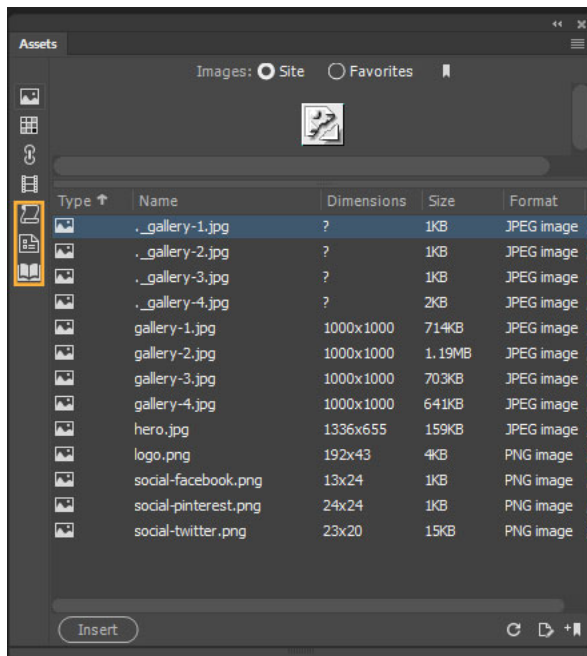 Assets
Images: Site Favorites
Type Name Dimensions Size Format
._gallery-1.jpg ? 1KB JPEG image
._gallery-2.jpg ? 1KB JPEG image
._gallery-3.jpg ? 1KB JPEG image
._gallery-4.jpg ? 2KB JPEG image
gallery-1.jpg 1000x1000 714KB JPEG image
gallery-2.jpg 1000x1000 1.19MB JPEG image
gallery-3.jpg 1000x1000 703KB JPEG image
gallery-4.jpg 1000x1000 641KB JPEG image
hero.jpg 1336x655 159KB JPEG image
logo.png 192x43 4KB PNG image
social-facebook.png 13x24 1KB PNG image
social-pinterest.png 24x24 1KB PNG image
social-twitter.png 23x20 15KB PNG image
Insert